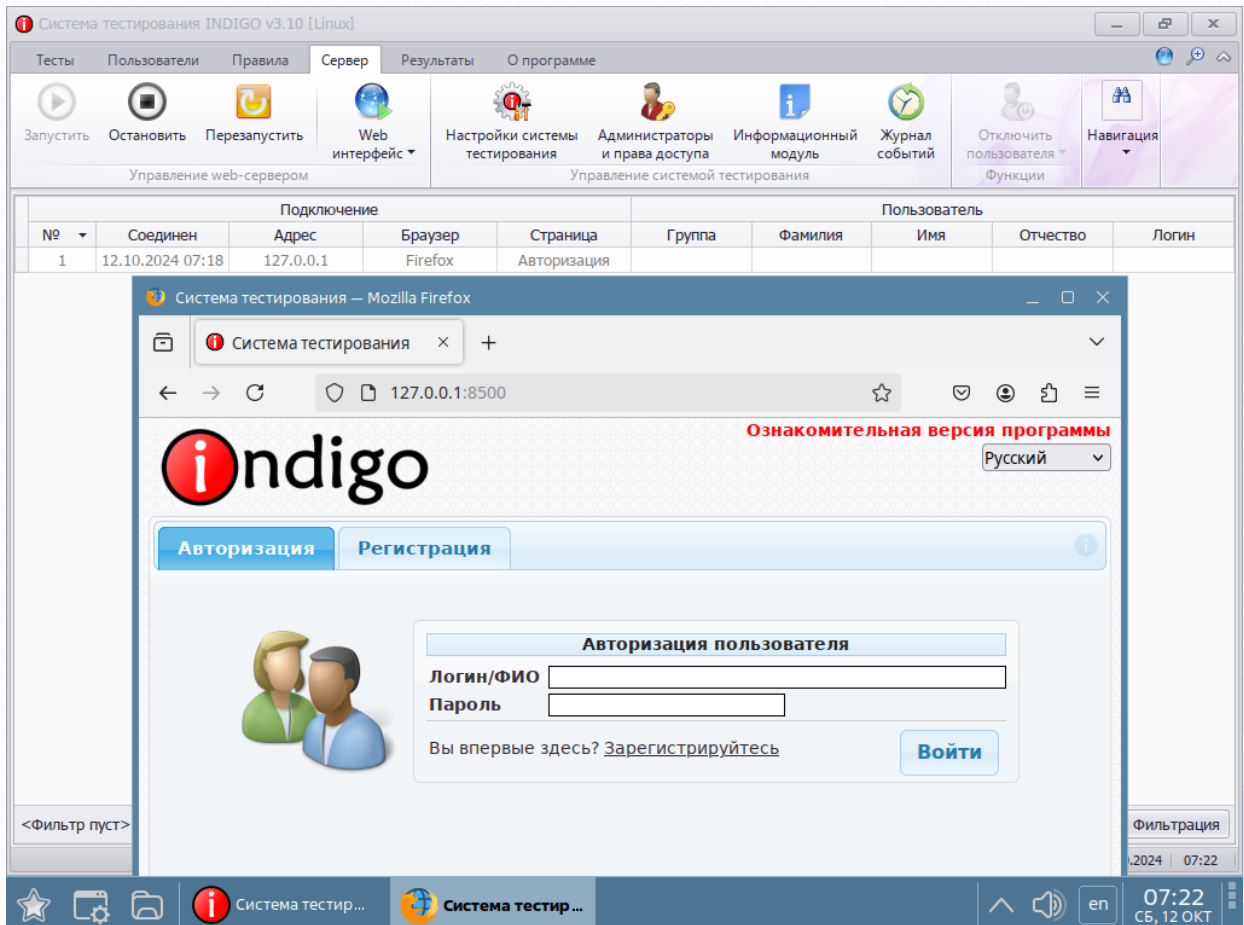 Система тестирования INDIGO v3.10 [Linux]
Тесты Пользователи Правила Сервер Результаты О программе
Запустить Остановить Перезапустить Web интерфейс Настройки системы тестирования Администраторы и права доступа Информационный модуль Журнал событий Отключить пользователя Навигация
Управление web-сервером Управление системой тестирования Функции
Подключение Пользователь
№ Соединен Адрес Браузер Страница Группа Фамилия Имя Отчество Логин
1 12.10.2024 07:18 127.0.0.1 Firefox Авторизация
Система тестирования — Mozilla Firefox
Система тестирования
127.0.0.1:8500
Ознакомительная версия программы
indigo
Русский
Авторизация Регистрация
Авторизация пользователя
Логин/ФИО
Пароль
Вы впервые здесь? Зарегистрируйтесь Войти
<Фильтр пуст> Фильтрация
.2024 07:22
Система тестир... Система тестир... en 07:22
СБ, 12 ОКТ